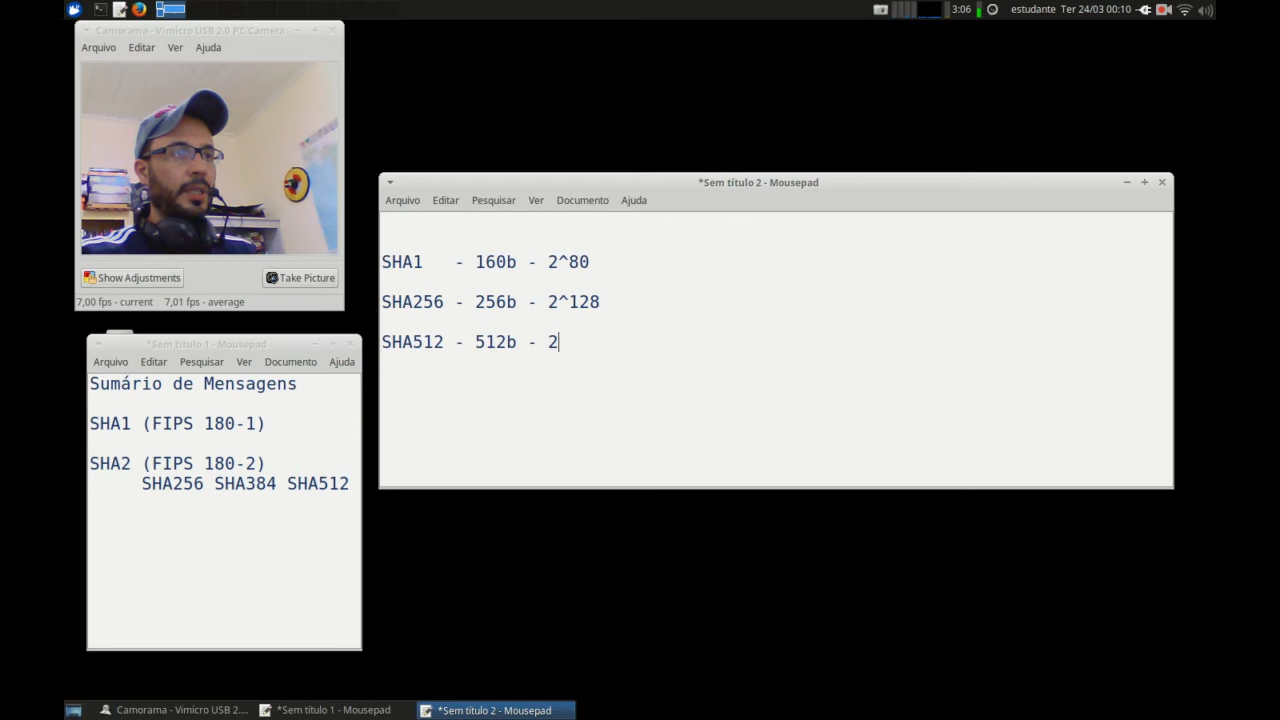 3:06 estudante Ter 24/03 00:10
Camorama - Vimicro USB 2.0 PC Camera
Arquivo Editar Ver Ajuda
Show Adjustments Take Picture
7,00 fps - current 7,01 fps - average
*Sem título 2 - Mousepad
Arquivo Editar Pesquisar Ver Documento Ajuda
SHA1 - 160b - 2^80
SHA256 - 256b - 2^128
SHA512 - 512b - 2
*Sem título 1 - Mousepad
Arquivo Editar Pesquisar Ver Documento Ajuda
Sumário de Mensagens
SHA1 (FIPS 180-1)
SHA2 (FIPS 180-2)
SHA256 SHA384 SHA512
Camorama - Vimicro USB 2.... *Sem título 1 - Mousepad *Sem título 2 - Mousepad